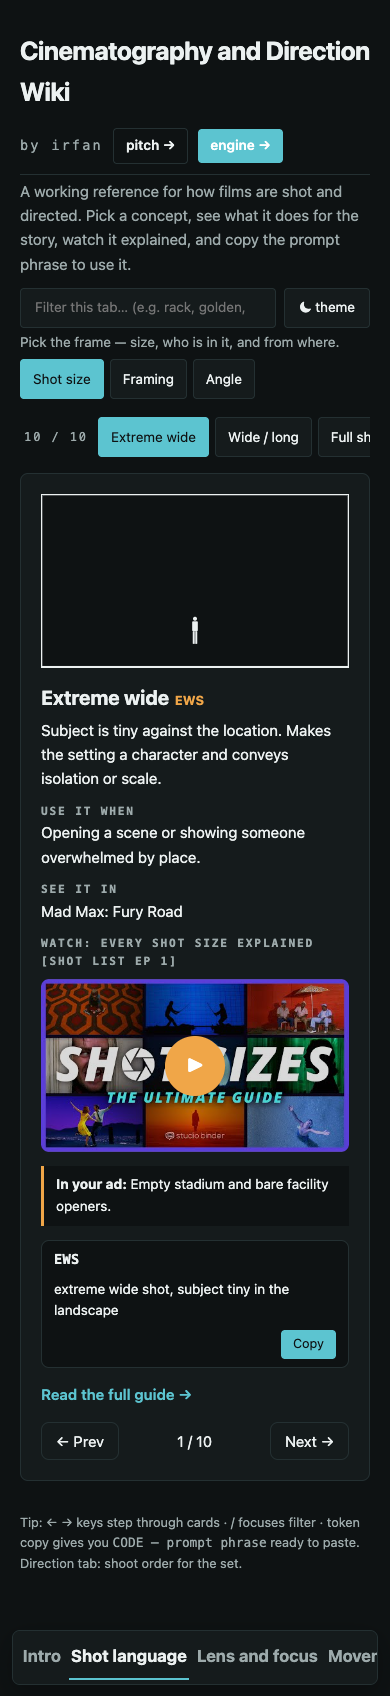 Cinematography and Direction
Wiki
by irfan
pitch →
engine →
A working reference for how films are shot and
directed. Pick a concept, see what it does for the
story, watch it explained, and copy the prompt
phrase to use it.
Filter this tab... (e.g. rack, golden,
theme
Pick the frame — size, who is in it, and from where.
Shot size
Framing
Angle
10 / 10
Extreme wide
Wide / long
Full sh
Extreme wide EWS
Subject is tiny against the location. Makes
the setting a character and conveys
isolation or scale.
USE IT WHEN
Opening a scene or showing someone
overwhelmed by place.
SEE IT IN
Mad Max: Fury Road
WATCH: EVERY SHOT SIZE EXPLAINED
[SHOT LIST EP 1]
THE ULTIMATE GUIDE
studiobinder
In your ad: Empty stadium and bare facility
openers.
EWS
extreme wide shot, subject tiny in the
landscape
Copy
Read the full guide →
← Prev
1 / 10
Next →
Tip: ← → keys step through cards · / focuses filter · token
copy gives you CODE — prompt phrase ready to paste.
Direction tab: shoot order for the set.
Intro
Shot language
Lens and focus
Mover